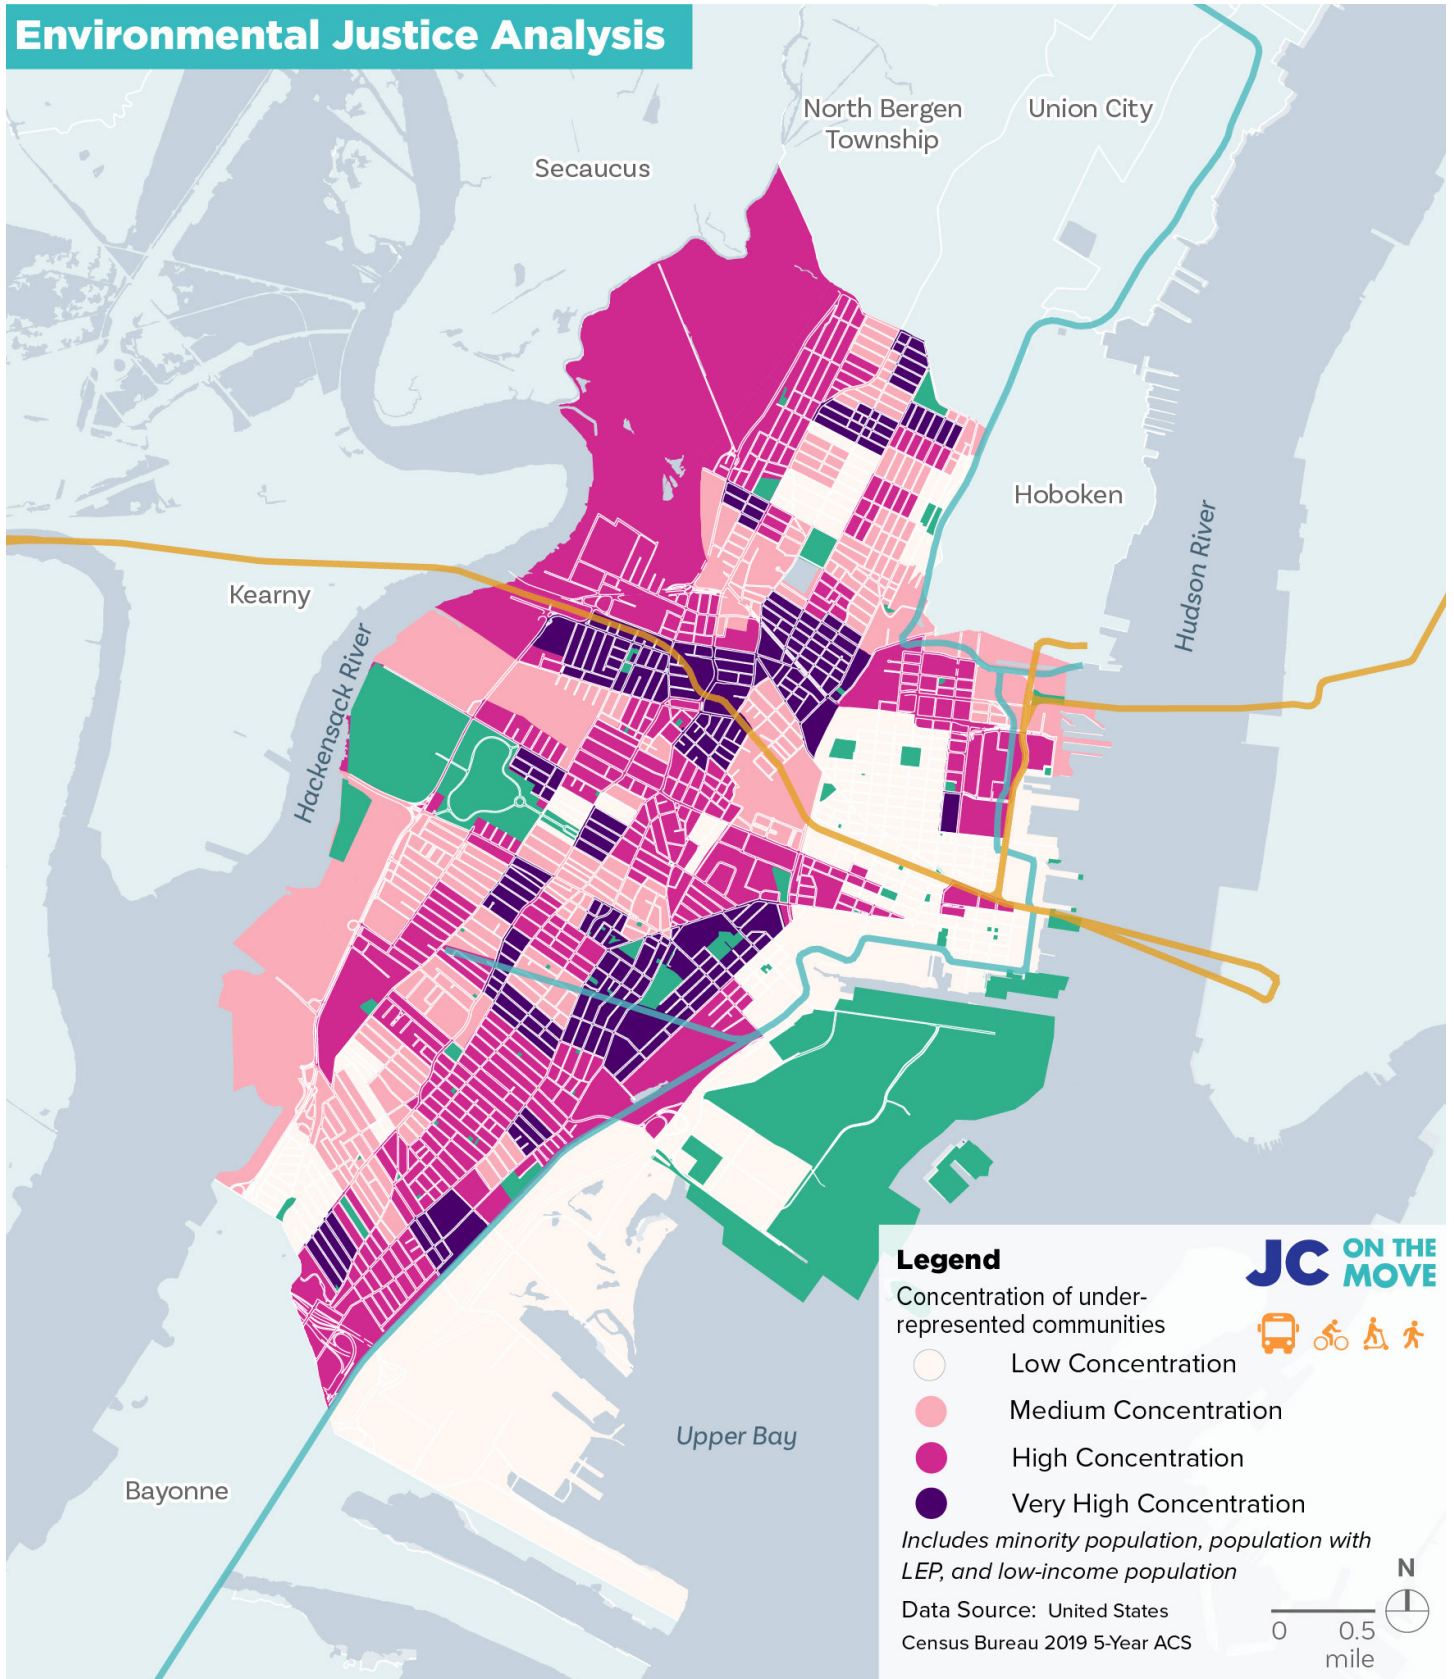 Environmental Justice Analysis
North Bergen
Township
Union City
Secaucus
Hoboken
Hudson River
Kearny
Hackensack River
Upper Bay
Bayonne
Legend
Concentration of under-
represented communities
Low Concentration
Medium Concentration
High Concentration
Very High Concentration
Includes minority population, population with
LEP, and low-income population
Data Source: United States
Census Bureau 2019 5-Year ACS
JC ON THE
MOVE
N
0 0.5
mile